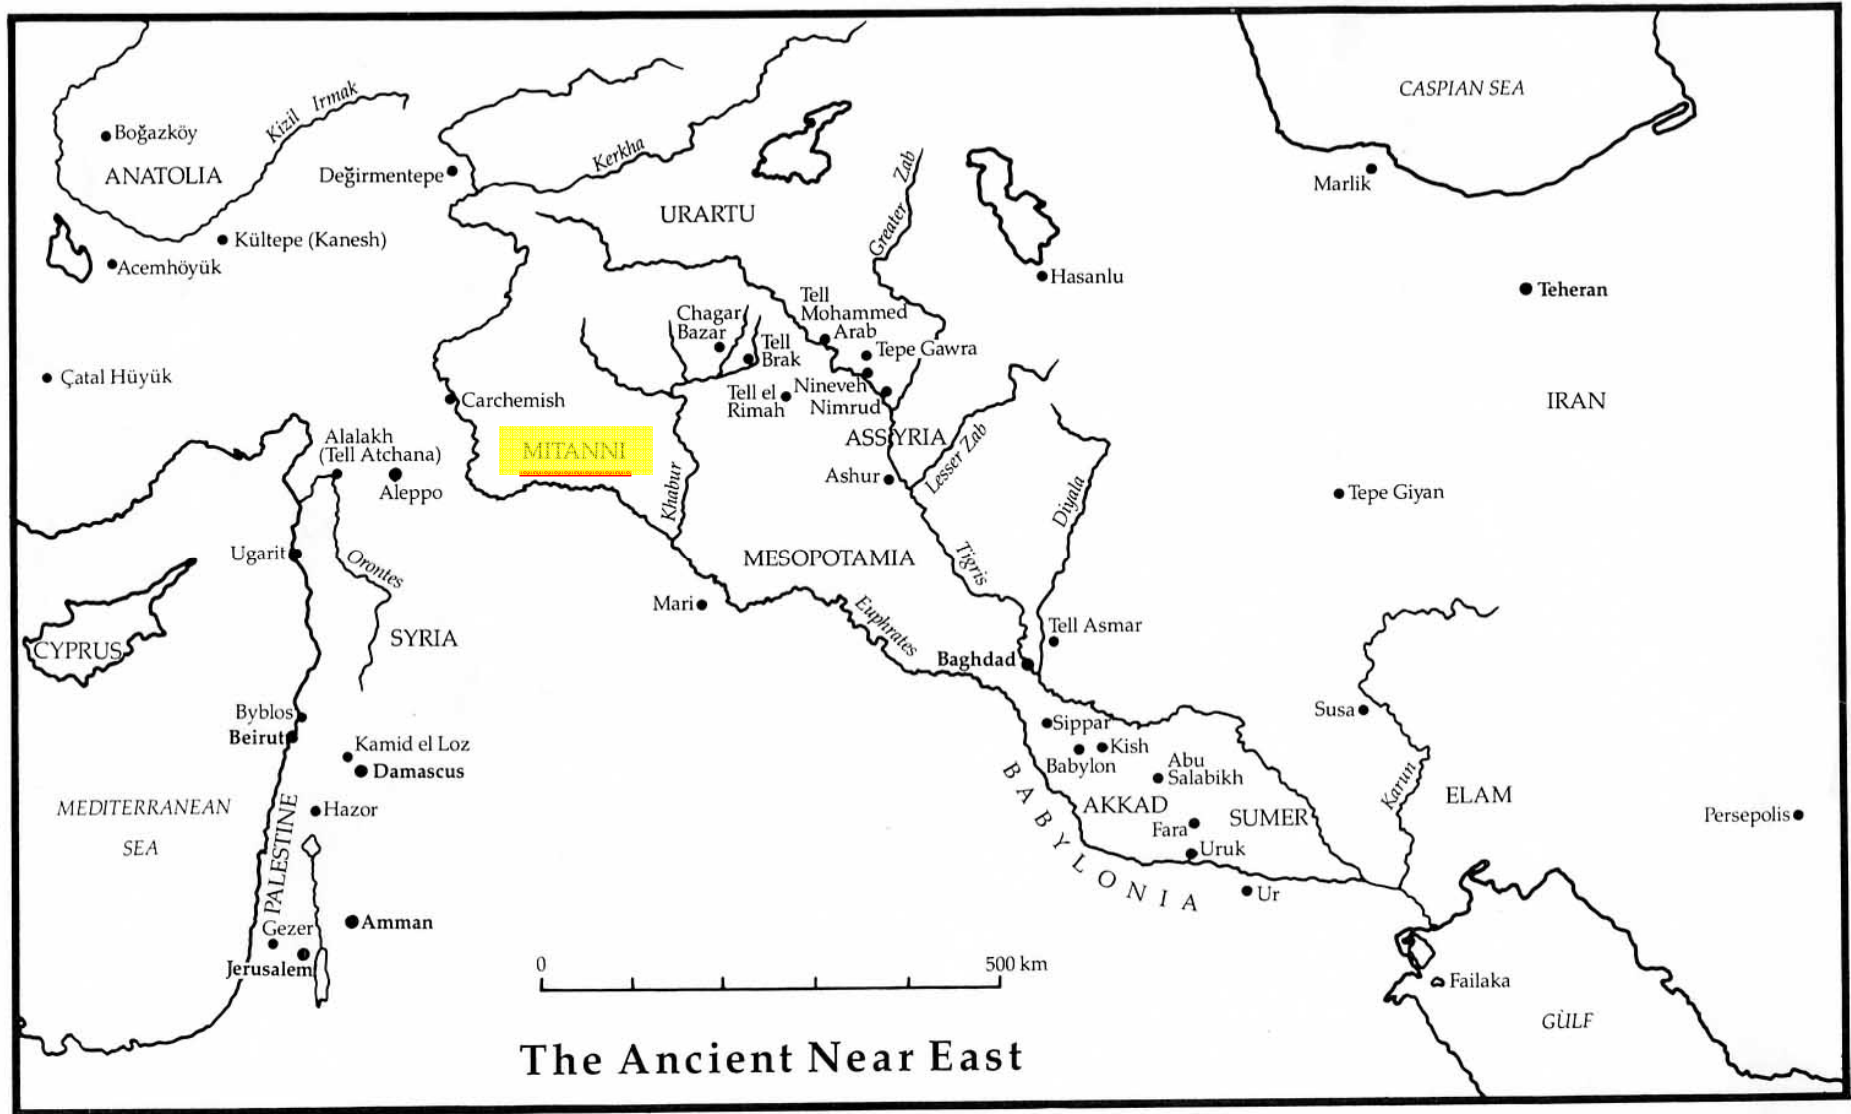 CASPIAN SEA
Kizil Irmak
Boğazköy
ANATOLIA
Değirmentepe
Kerkha
Greater Zab
Marlik
URARTU
Kültepe (Kanesh)
Acemhöyük
Hasanlu
Teheran
Tell
Mohammed
Arab
Chagar
Bazar
Tell
Brak
Tepe Gawra
Çatal Hüyük
Carchemish
Tell el
Rimah
Nineveh
Nimrud
IRAN
MITANNI
Alalakh
(Tell Atchana)
Aleppo
ASSYRIA
Lesser Zab
Ashur
Khabur
Diyala
Tepe Giyan
Ugarit
Orontes
MESOPOTAMIA
Tigris
Mari
Euphrates
CYPRUS
SYRIA
Tell Asmar
Baghdad
Byblos
Beirut
Susa
Sippar
Kamid el Loz
Damascus
Kish
Babylon
Abu
Salabikh
BABYLONIA
AKKAD
SUMER
Karun
ELAM
MEDITERRANEAN
SEA
PALESTINE
Hazor
Fara
Uruk
Persepolis
Ur
Amman
Gezer
Jerusalem
0 500 km
Failaka
GÙLF
The Ancient Near East